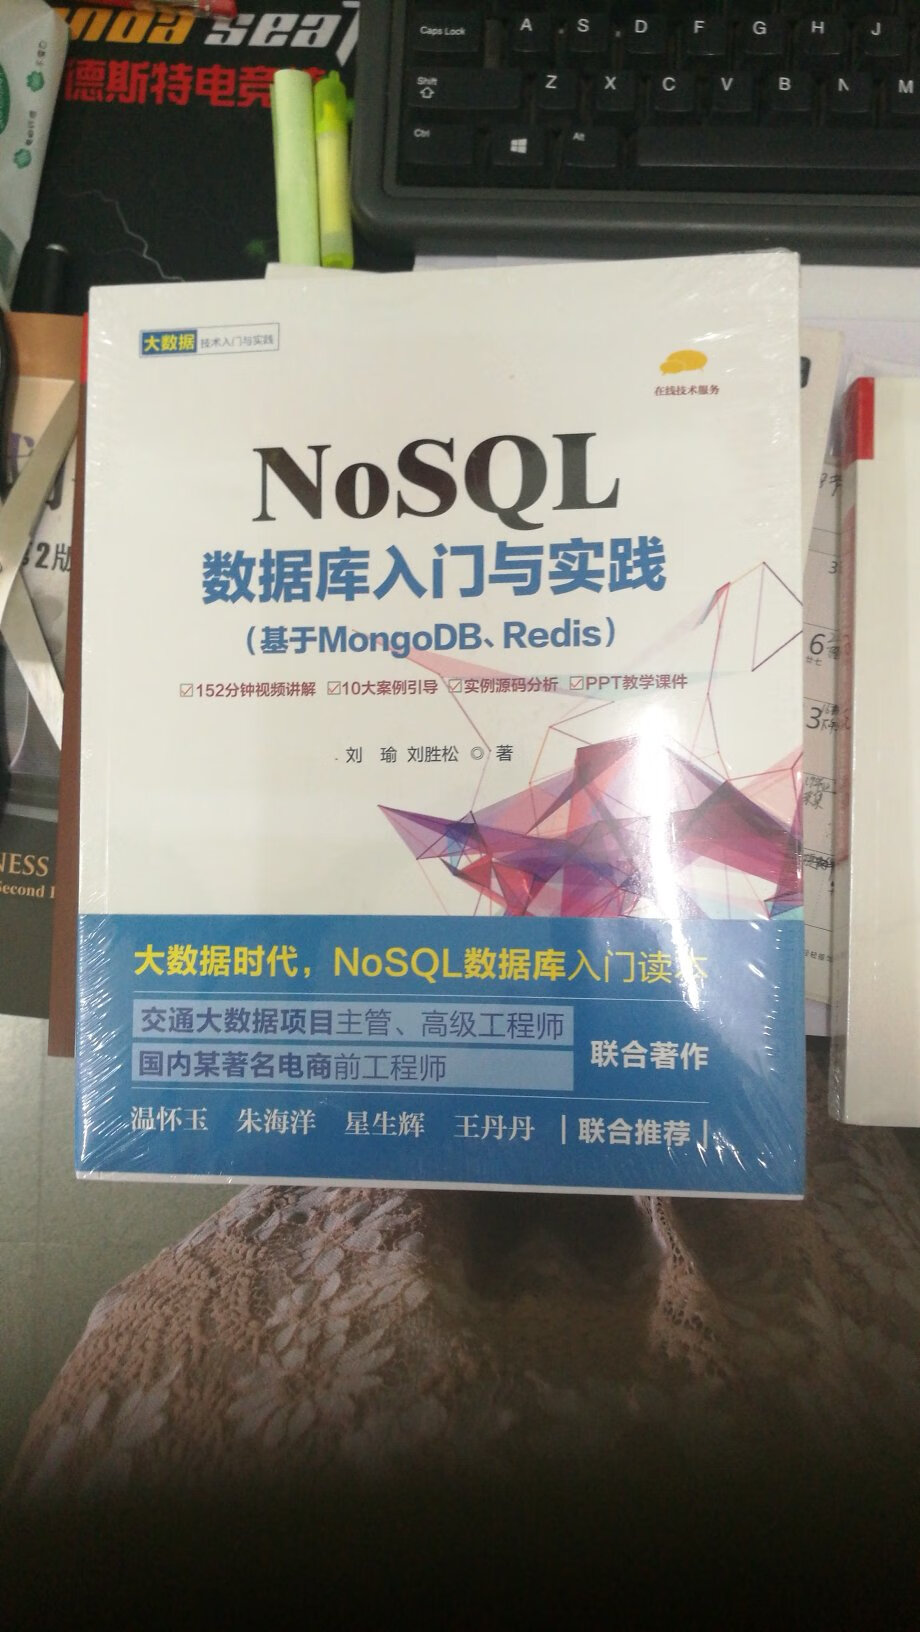 德斯特电竞
Caps Lock A S D F G H J
Shift Z X C V B N M
Ctrl Alt
大数据 技术入门与实践
在线技术服务
NoSQL
数据库入门与实践
（基于MongoDB、Redis）
☑152分钟视频讲解 ☑10大案例引导 ☑实例源码分析 ☑PPT教学课件
刘 瑜 刘胜松 ◎ 著
大数据时代，NoSQL数据库入门读本
交通大数据项目主管、高级工程师
国内某著名电商前工程师
联合著作
温怀玉 朱海洋 星生辉 王丹丹 | 联合推荐 |
2版
NESS
Second